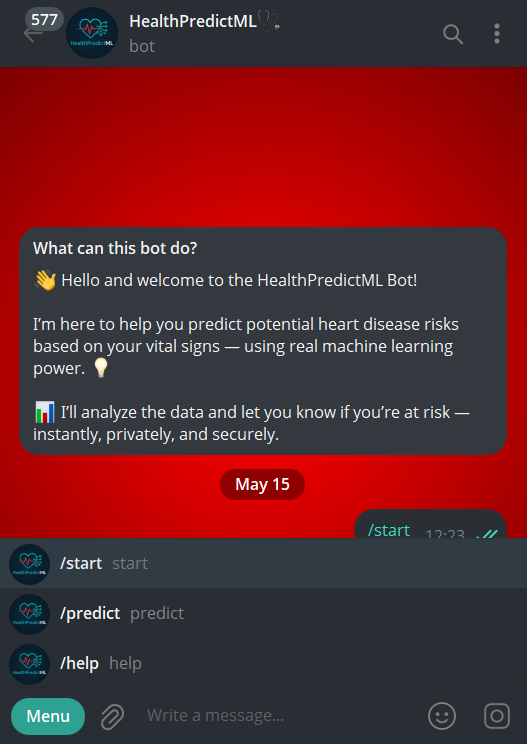 577
HealthPredictML🩺
bot
What can this bot do?
👋 Hello and welcome to the HealthPredictML Bot!
I’m here to help you predict potential heart disease risks
based on your vital signs — using real machine learning
power. 💡
📊 I’ll analyze the data and let you know if you’re at risk —
instantly, privately, and securely.
May 15
/start 12:23
/start start
/predict predict
/help help
Menu Write a message...